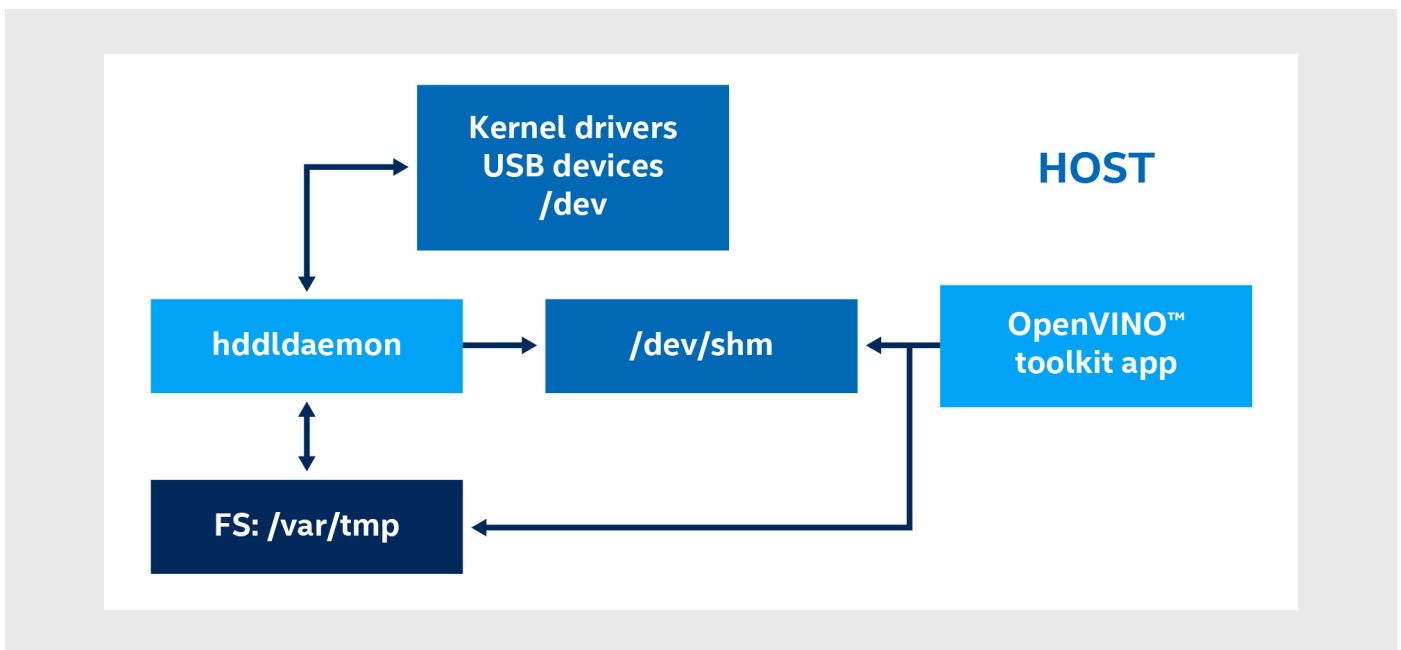 Kernel drivers
USB devices
/dev
HOST
hddldaemon
/dev/shm
OpenVINO™
toolkit app
FS: /var/tmp